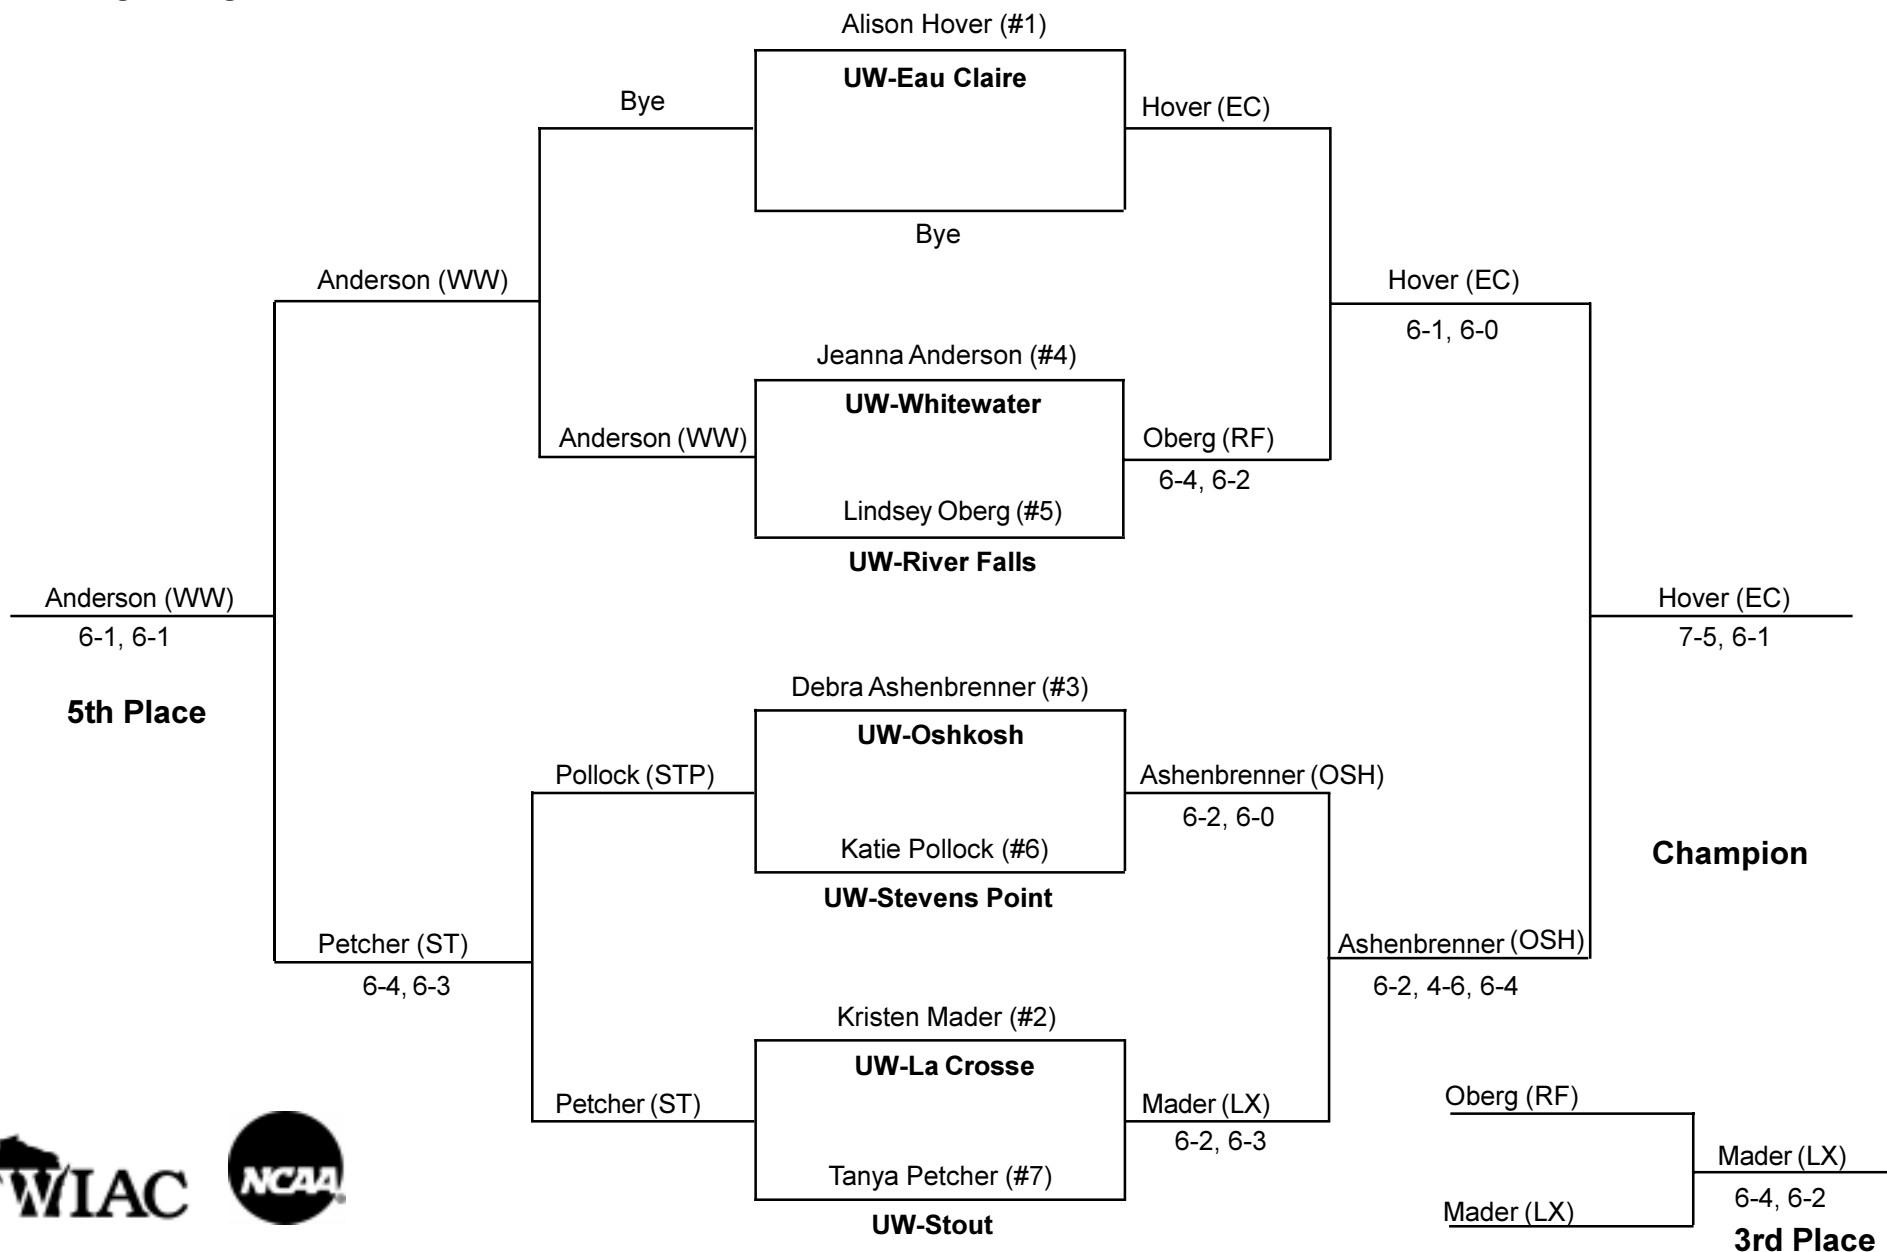 Alison Hover (#1)
UW-Eau Claire
Bye
Hover (EC)
Bye
Anderson (WW)
Hover (EC)
6-1, 6-0
Jeanna Anderson (#4)
UW-Whitewater
Anderson (WW)
Oberg (RF)
6-4, 6-2
Lindsey Oberg (#5)
UW-River Falls
Anderson (WW)
6-1, 6-1
5th Place
Hover (EC)
7-5, 6-1
Champion
Debra Ashenbrenner (#3)
UW-Oshkosh
Pollock (STP)
Ashenbrenner (OSH)
6-2, 6-0
Katie Pollock (#6)
UW-Stevens Point
Petcher (ST)
6-4, 6-3
Ashenbrenner (OSH)
6-2, 4-6, 6-4
Kristen Mader (#2)
UW-La Crosse
Petcher (ST)
Mader (LX)
6-2, 6-3
Tanya Petcher (#7)
UW-Stout
Oberg (RF)
Mader (LX)
Mader (LX)
6-4, 6-2
3rd Place
WIAC
NCAA